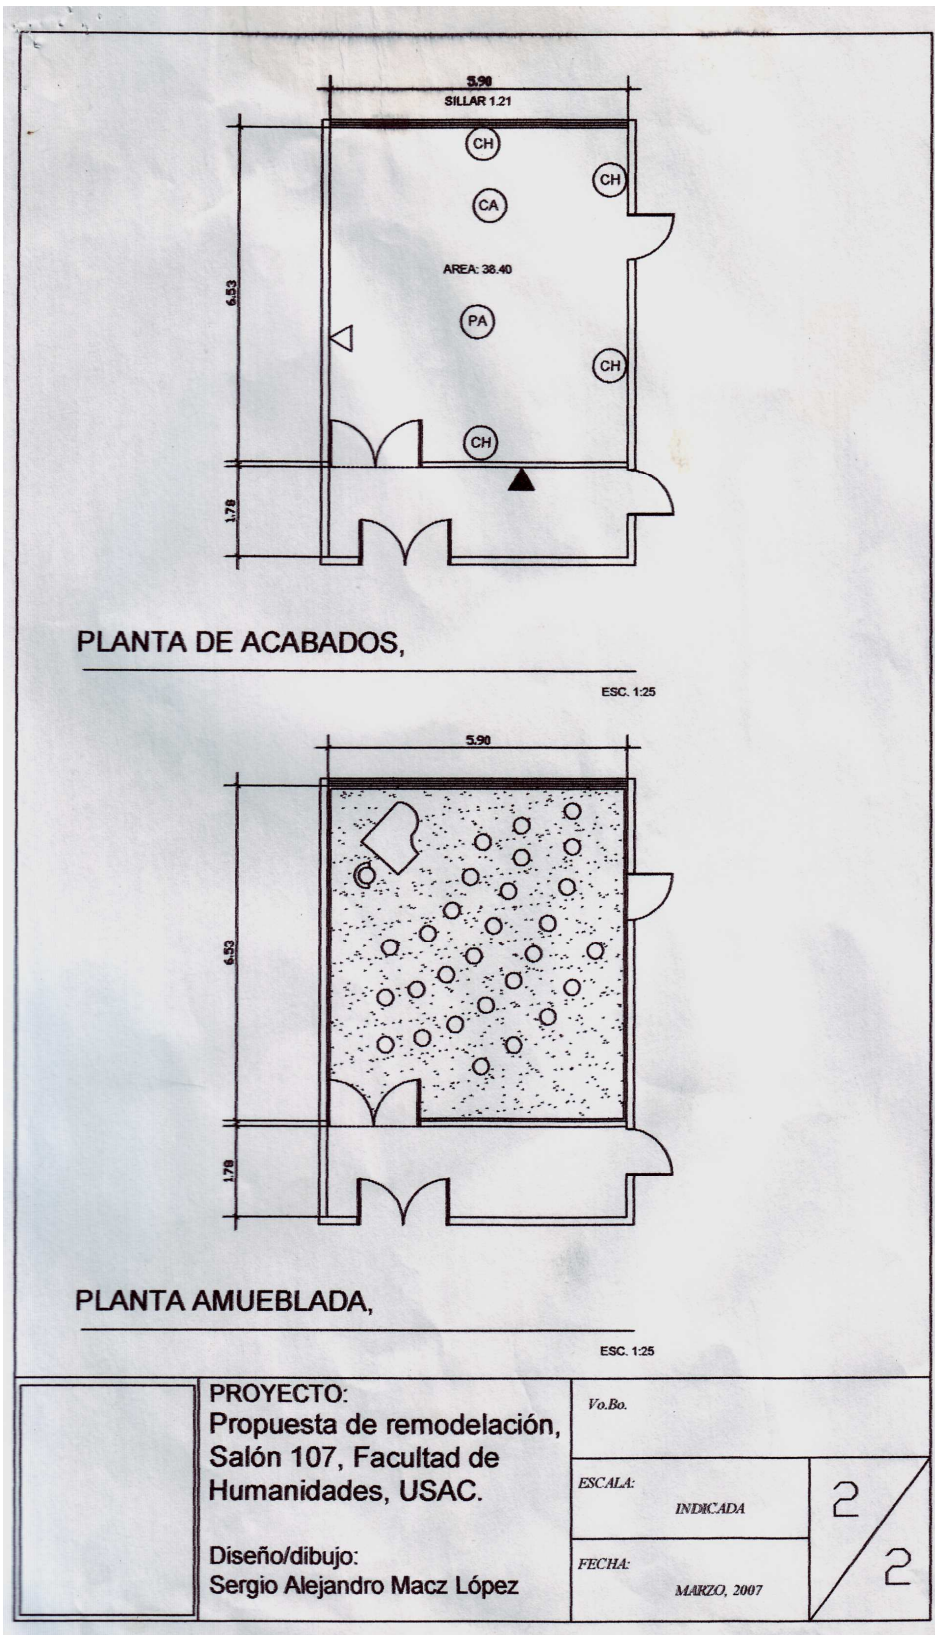 5.90
SILLAR 1.21
CH
CH
CA
AREA: 38.40
6.53
PA
CH
CH
1.78
PLANTA DE ACABADOS,
ESC. 1:25
5.90
6.53
1.78
PLANTA AMUEBLADA,
ESC. 1:25
PROYECTO:
Propuesta de remodelación,
Salón 107, Facultad de
Humanidades, USAC.
Diseño/dibujo:
Sergio Alejandro Macz López
Vo.Bo.
ESCALA:
INDICADA
FECHA:
MARZO, 2007
2
2